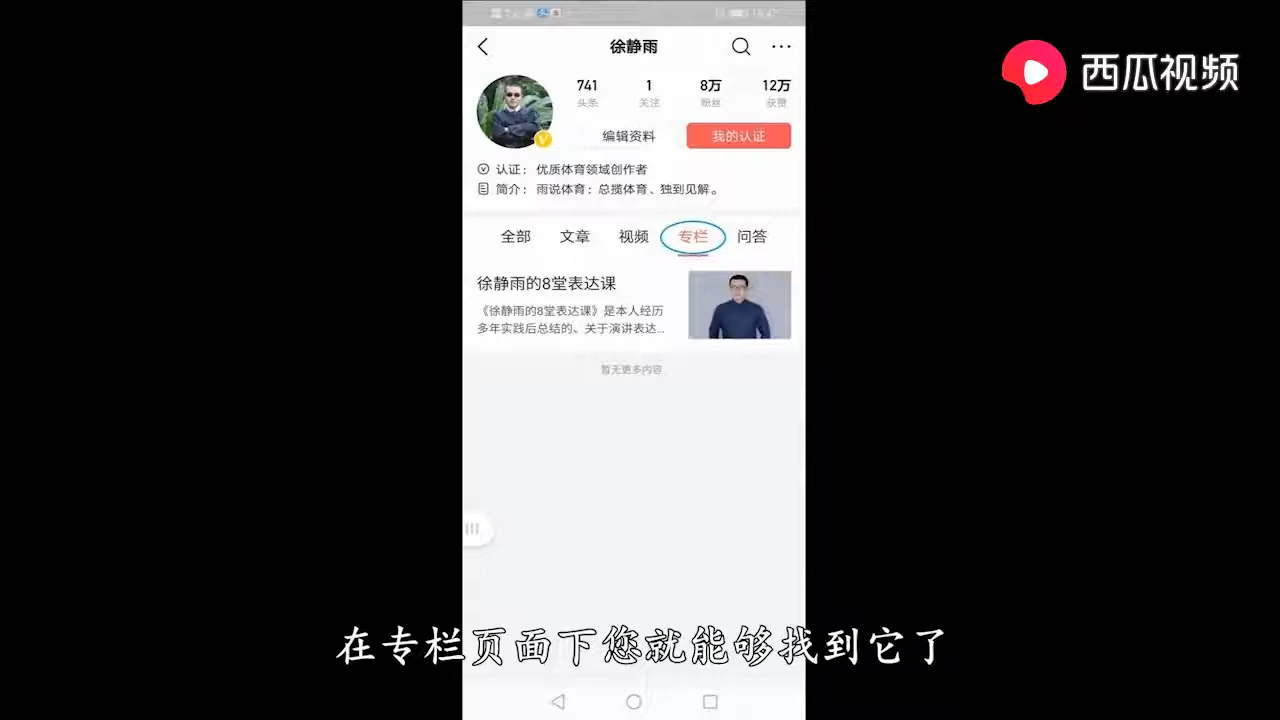 徐静雨
西瓜视频
741
1
8万
12万
头条
关注
粉丝
获赞
编辑资料
我的认证
认证：优质体育领域创作者
简介：雨说体育：总揽体育、独到见解。
全部
文章
视频
专栏
问答
徐静雨的8堂表达课
《徐静雨的8堂表达课》是本人经历
多年实践后总结的、关于演讲表达...
暂无更多内容
在专栏页面下您就能够找到它了